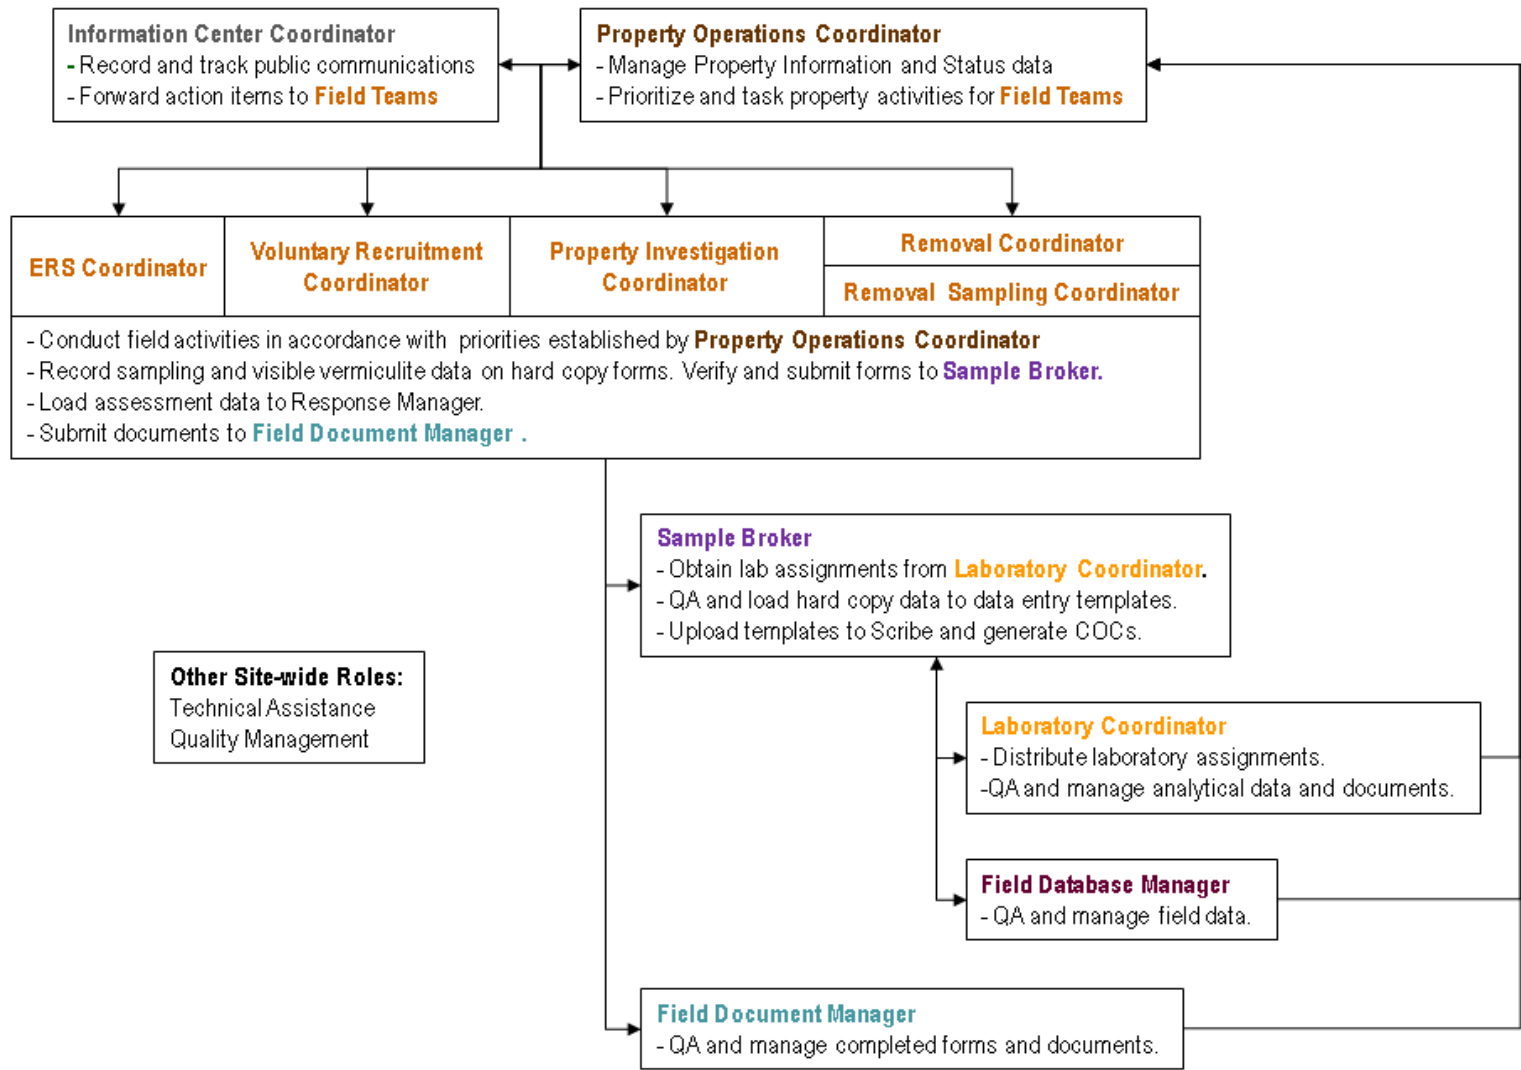 Information Center Coordinator
- Record and track public communications
- Forward action items to Field Teams
Property Operations Coordinator
- Manage Property Information and Status data
- Prioritize and task property activities for Field Teams
ERS Coordinator
Voluntary Recruitment
Coordinator
Property Investigation
Coordinator
Removal Coordinator
Removal Sampling Coordinator
- Conduct field activities in accordance with priorities established by Property Operations Coordinator
- Record sampling and visible vermiculite data on hard copy forms. Verify and submit forms to Sample Broker.
- Load assessment data to Response Manager.
- Submit documents to Field Document Manager .
Sample Broker
- Obtain lab assignments from Laboratory Coordinator.
- QA and load hard copy data to data entry templates.
- Upload templates to Scribe and generate COCs.
Other Site-wide Roles:
Technical Assistance
Quality Management
Laboratory Coordinator
- Distribute laboratory assignments.
-QA and manage analytical data and documents.
Field Database Manager
- QA and manage field data.
Field Document Manager
- QA and manage completed forms and documents.